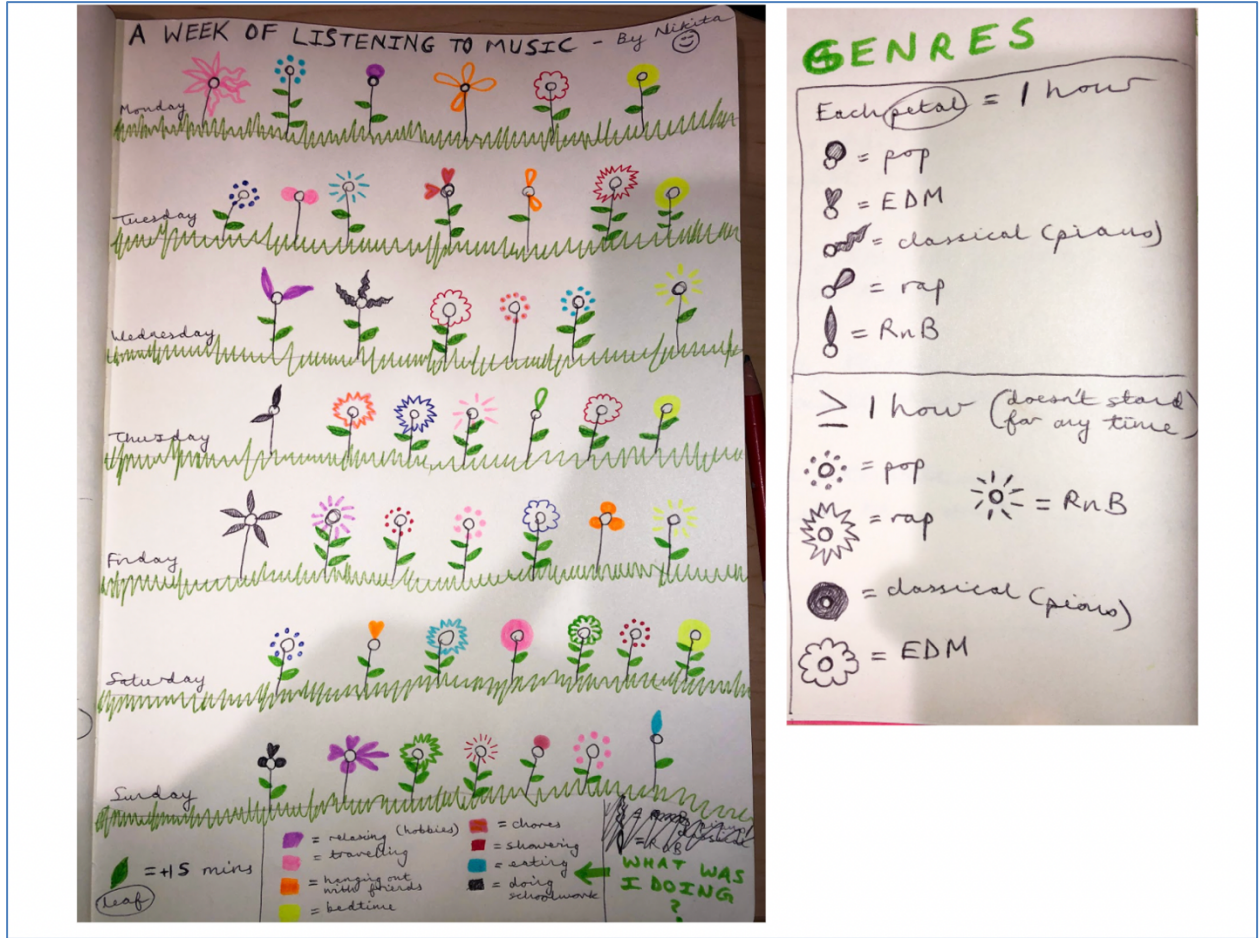 A WEEK OF LISTENING TO MUSIC - By Nikita
Monday
Tuesday
Wednesday
Thursday
Friday
Saturday
Sunday
leaf
= +15 mins
= relaxing (hobbies)
= travelling
= hanging out
with friends
= bedtime
= chores
= showering
= eating
= doing
schoolwork
WHAT WAS
I DOING
?
GENRES
Each petal = 1 hour
= pop
= EDM
= classical (piano)
= rap
= RnB
≥ 1 hour (doesn't stand
for any time)
= pop
= RnB
= rap
= classical (piano)
= EDM